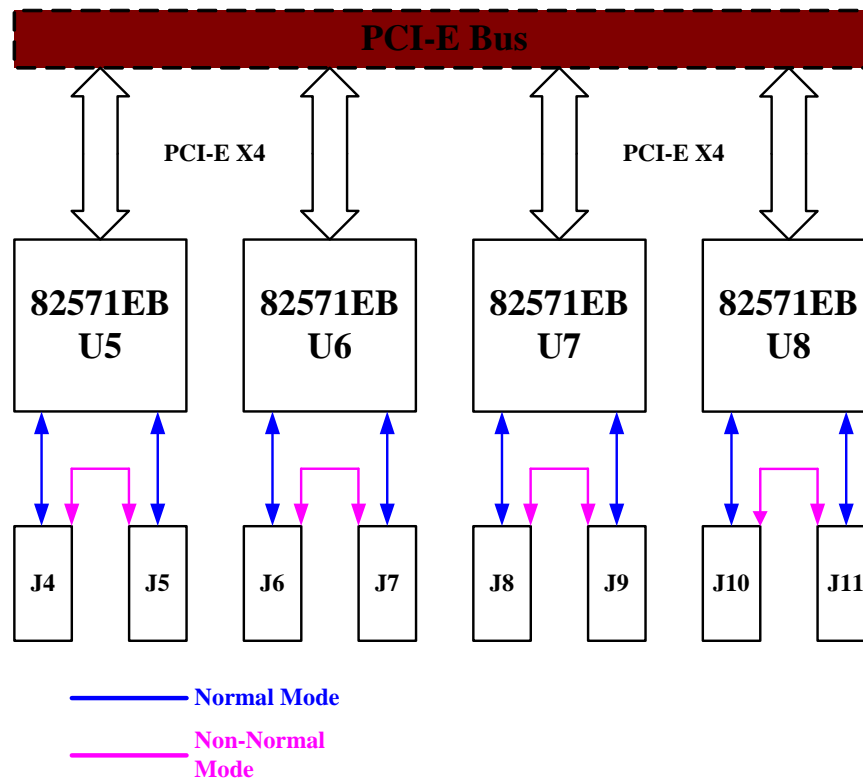 PCI-E Bus
PCI-E X4
PCI-E X4
82571EB
U5
82571EB
U6
82571EB
U7
82571EB
U8
J4
J5
J6
J7
J8
J9
J10
J11
Normal Mode
Non-Normal
Mode